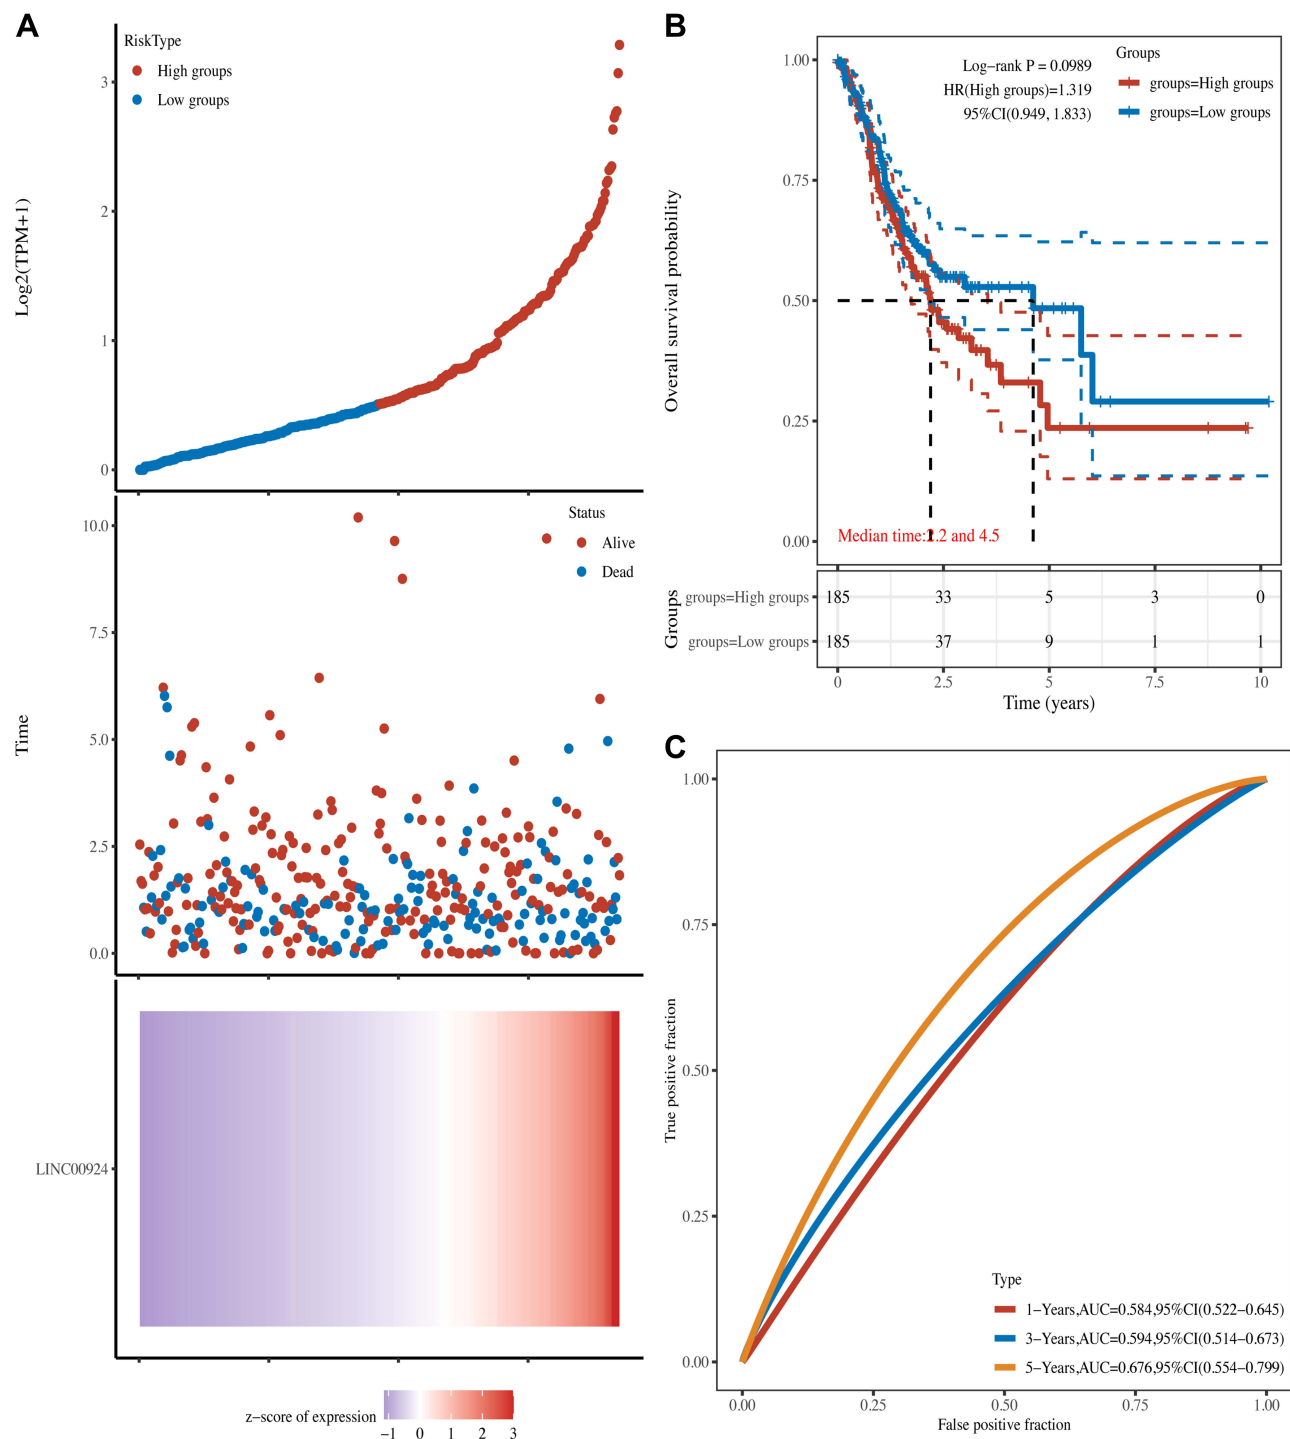 A
RiskType
High groups
Low groups
Log2(TPM+1)
3
2
1
0
Status
Alive
Dead
Time
10.0
7.5
5.0
2.5
0.0
LINC00924
z−score of expression
−1 0 1 2 3
B
Log−rank P = 0.0989
HR(High groups)=1.319
95%CI(0.949, 1.833)
Groups
groups=High groups
groups=Low groups
Overall survival probability
1.00
0.75
0.50
0.25
0.00
Median time:2.2 and 4.5
Groups
groups=High groups 185 33 5 3 0
groups=Low groups 185 37 9 1 1
0 2.5 5 7.5 10
Time (years)
C
True positive fraction
1.00
0.75
0.50
0.25
0.00
Type
1−Years,AUC=0.584,95%CI(0.522−0.645)
3−Years,AUC=0.594,95%CI(0.514−0.673)
5−Years,AUC=0.676,95%CI(0.554−0.799)
0.00 0.25 0.50 0.75 1.00
False positive fraction